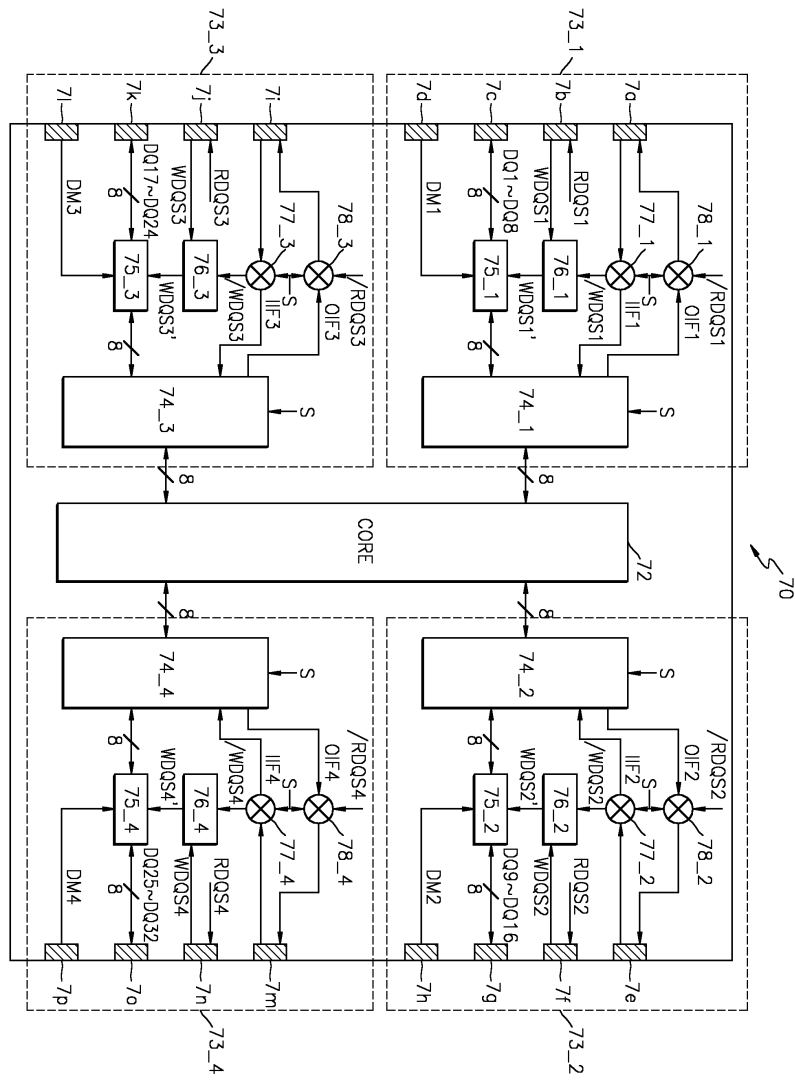 70
73_1
7a
78_1
/RDQS1
OIF1
S
77_1
IIF1
/WDQS1
7b
RDQS1
WDQS1
76_1
WDQS1'
7c
DQ1~DQ8
8
75_1
8
7d
DM1
S
74_1
8
72
CORE
73_2
7e
78_2
/RDQS2
OIF2
S
77_2
IIF2
/WDQS2
7f
RDQS2
WDQS2
76_2
WDQS2'
7g
DQ9~DQ16
8
75_2
8
7h
DM2
S
74_2
8
73_3
7i
78_3
/RDQS3
OIF3
S
77_3
IIF3
/WDQS3
7j
RDQS3
WDQS3
76_3
WDQS3'
7k
DQ17~DQ24
8
75_3
8
7l
DM3
S
74_3
8
73_4
7m
78_4
/RDQS4
OIF4
S
77_4
IIF4
/WDQS4
7n
RDQS4
WDQS4
76_4
WDQS4'
7o
DQ25~DQ32
8
75_4
8
7p
DM4
S
74_4
8